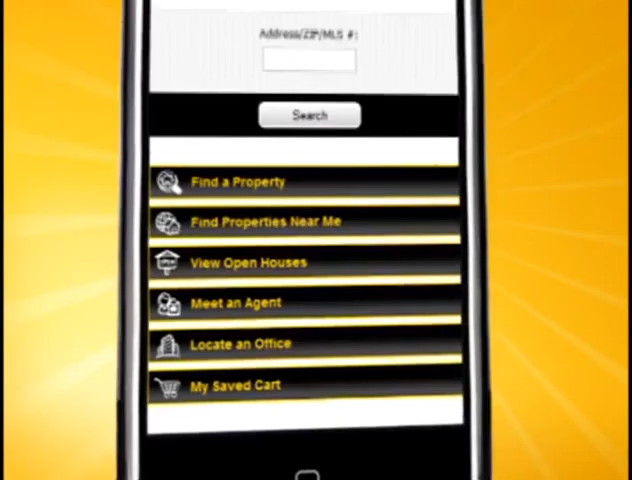 Address/ZIP/MLS #:
Search
Find a Property
Find Properties Near Me
View Open Houses
Meet an Agent
Locate an Office
My Saved Cart